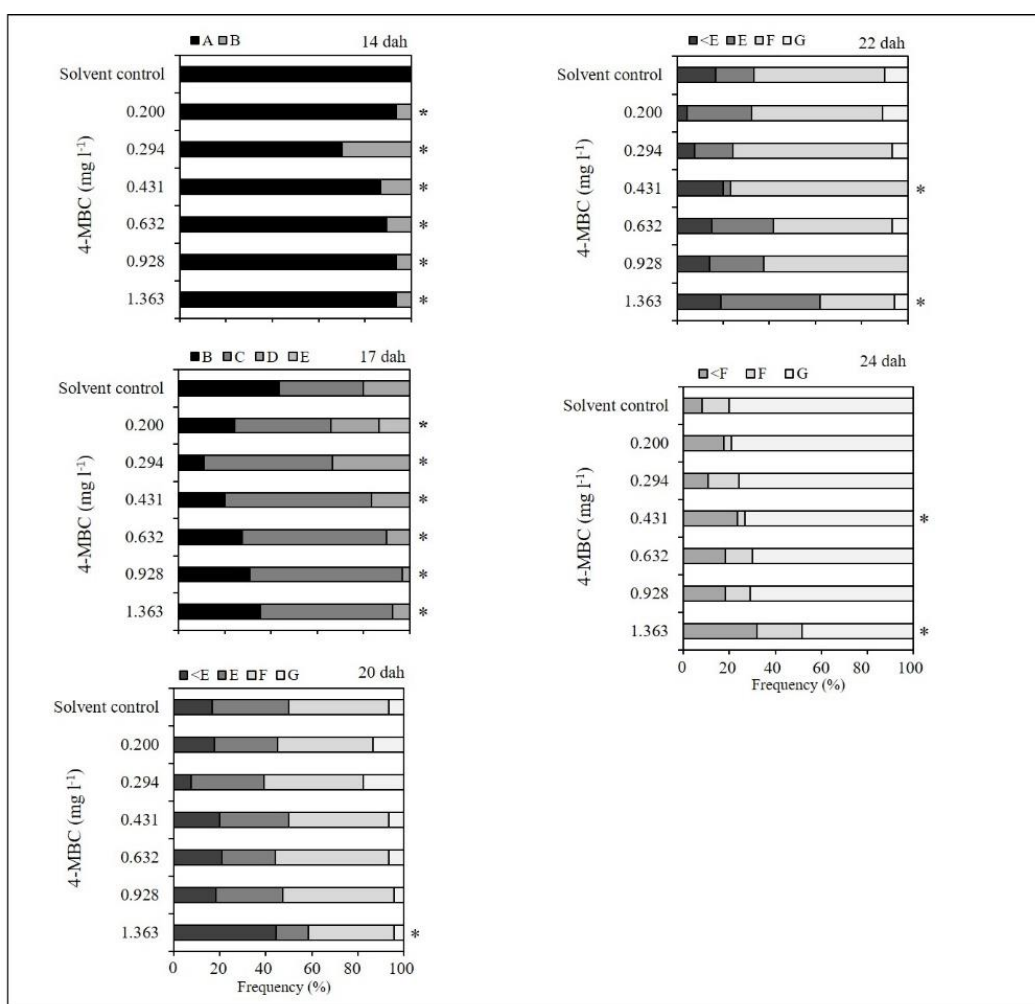 A B 14 dah
Solvent control
0.200 *
0.294 *
0.431 *
0.632 *
0.928 *
1.363 *
4-MBC (mg l-1)
B C D E 17 dah
Solvent control
0.200 *
0.294 *
0.431 *
0.632 *
0.928 *
1.363 *
4-MBC (mg l-1)
<E E F G 20 dah
Solvent control
0.200
0.294
0.431
0.632
0.928
1.363 *
4-MBC (mg l-1)
0 20 40 60 80 100
Frequency (%)
<E E F G 22 dah
Solvent control
0.200
0.294
0.431 *
0.632
0.928
1.363 *
4-MBC (mg l-1)
<F F G 24 dah
Solvent control
0.200
0.294
0.431 *
0.632
0.928
1.363 *
4-MBC (mg l-1)
0 20 40 60 80 100
Frequency (%)